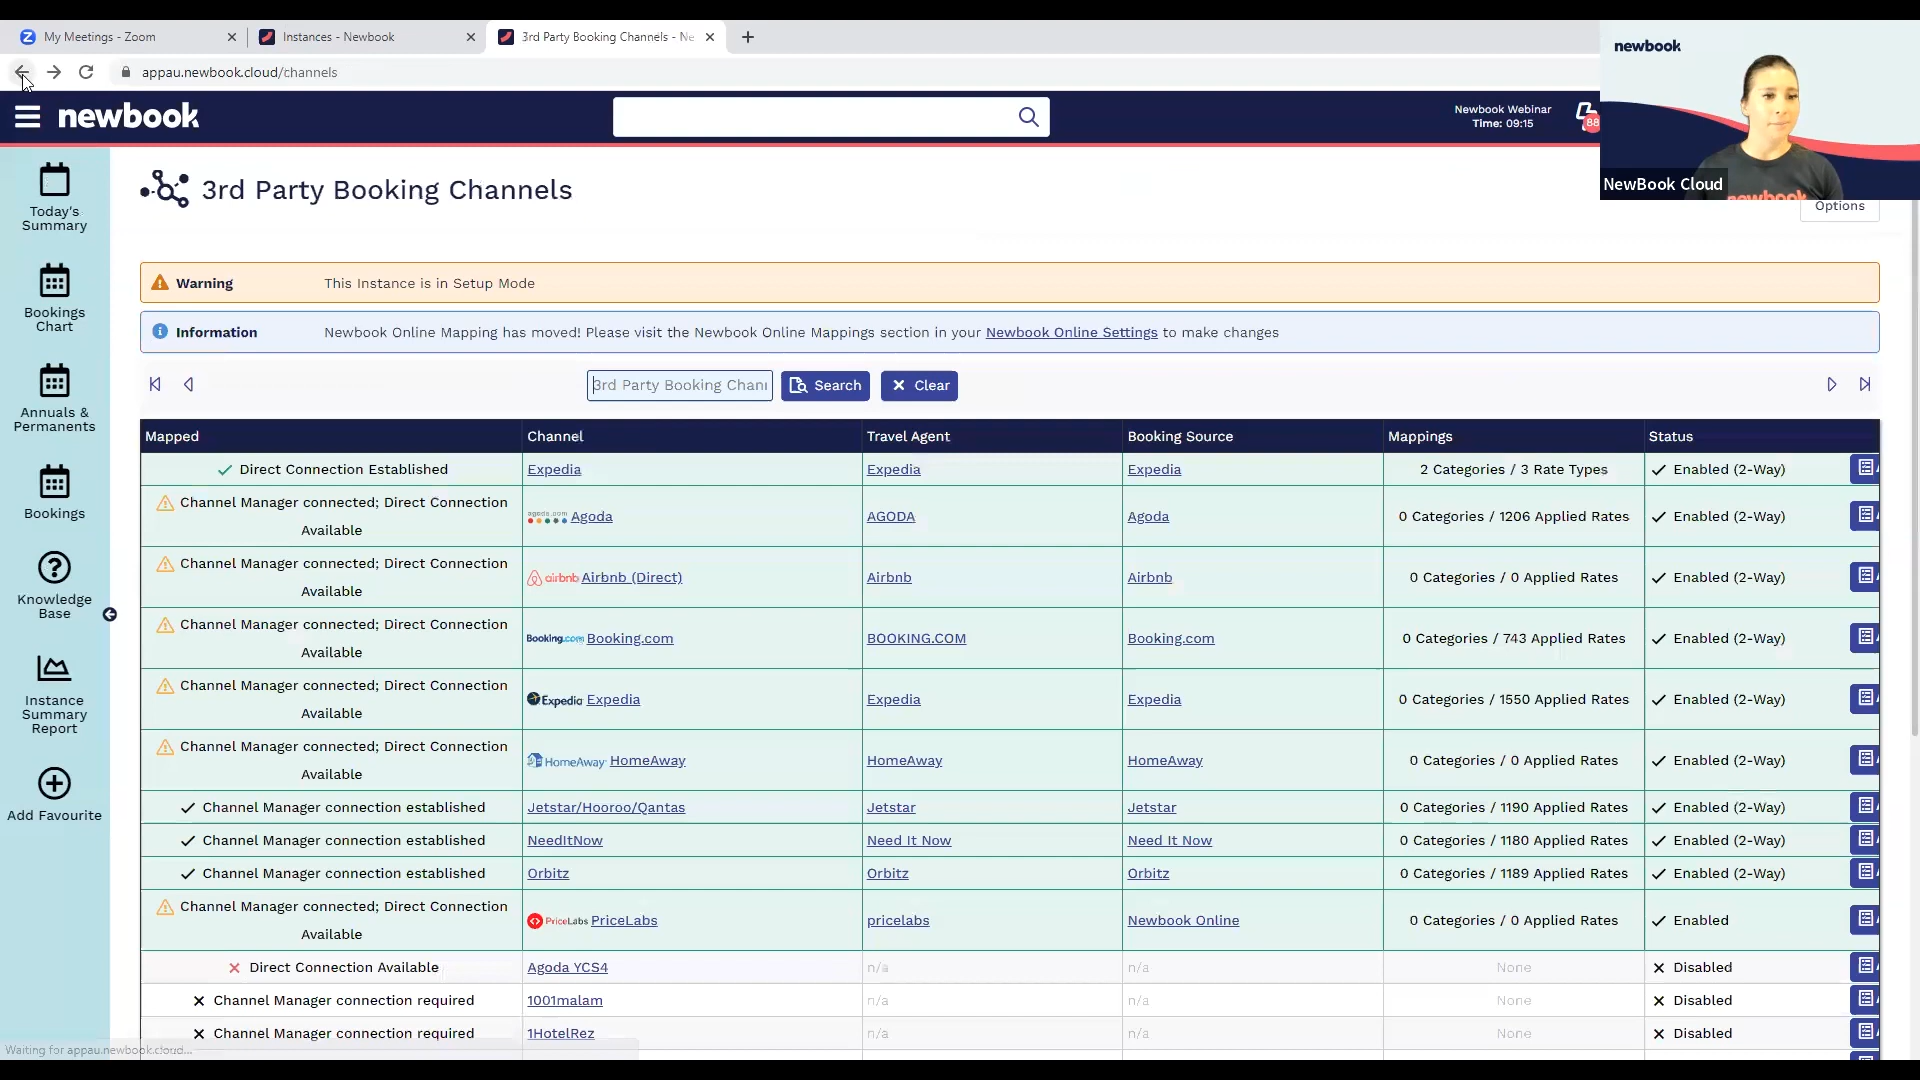 My Meetings - Zoom
Instances - Newbook
3rd Party Booking Channels - Ne
appau.newbook.cloud/channels
newbook
newbook
Newbook Webinar
Time: 09:15
88
newbook
NewBook Cloud
Options
Today's
Summary
Bookings
Chart
Annuals &
Permanents
Bookings
Knowledge
Base
Instance
Summary
Report
Add Favourite
3rd Party Booking Channels
Warning This Instance is in Setup Mode
Information Newbook Online Mapping has moved! Please visit the Newbook Online Mappings section in your Newbook Online Settings to make changes
3rd Party Booking Chan Search Clear
Mapped Channel Travel Agent Booking Source Mappings Status
Direct Connection Established Expedia Expedia Expedia 2 Categories / 3 Rate Types Enabled (2-Way)
Channel Manager connected; Direct Connection
Available agoda.com Agoda AGODA Agoda 0 Categories / 1206 Applied Rates Enabled (2-Way)
Channel Manager connected; Direct Connection
Available airbnb Airbnb (Direct) Airbnb Airbnb 0 Categories / 0 Applied Rates Enabled (2-Way)
Channel Manager connected; Direct Connection
Available Booking.com Booking.com BOOKING.COM Booking.com 0 Categories / 743 Applied Rates Enabled (2-Way)
Channel Manager connected; Direct Connection
Available Expedia Expedia Expedia Expedia 0 Categories / 1550 Applied Rates Enabled (2-Way)
Channel Manager connected; Direct Connection
Available HomeAway HomeAway HomeAway HomeAway 0 Categories / 0 Applied Rates Enabled (2-Way)
Channel Manager connection established Jetstar/Hooroo/Qantas Jetstar Jetstar 0 Categories / 1190 Applied Rates Enabled (2-Way)
Channel Manager connection established NeedItNow Need It Now Need It Now 0 Categories / 1180 Applied Rates Enabled (2-Way)
Channel Manager connection established Orbitz Orbitz Orbitz 0 Categories / 1189 Applied Rates Enabled (2-Way)
Channel Manager connected; Direct Connection
Available PriceLabs PriceLabs pricelabs Newbook Online 0 Categories / 0 Applied Rates Enabled
Direct Connection Available Agoda YCS4 n/a n/a None Disabled
Channel Manager connection required 1001malam n/a n/a None Disabled
Channel Manager connection required 1HotelRez n/a n/a None Disabled
Waiting for appau.newbook.cloud...